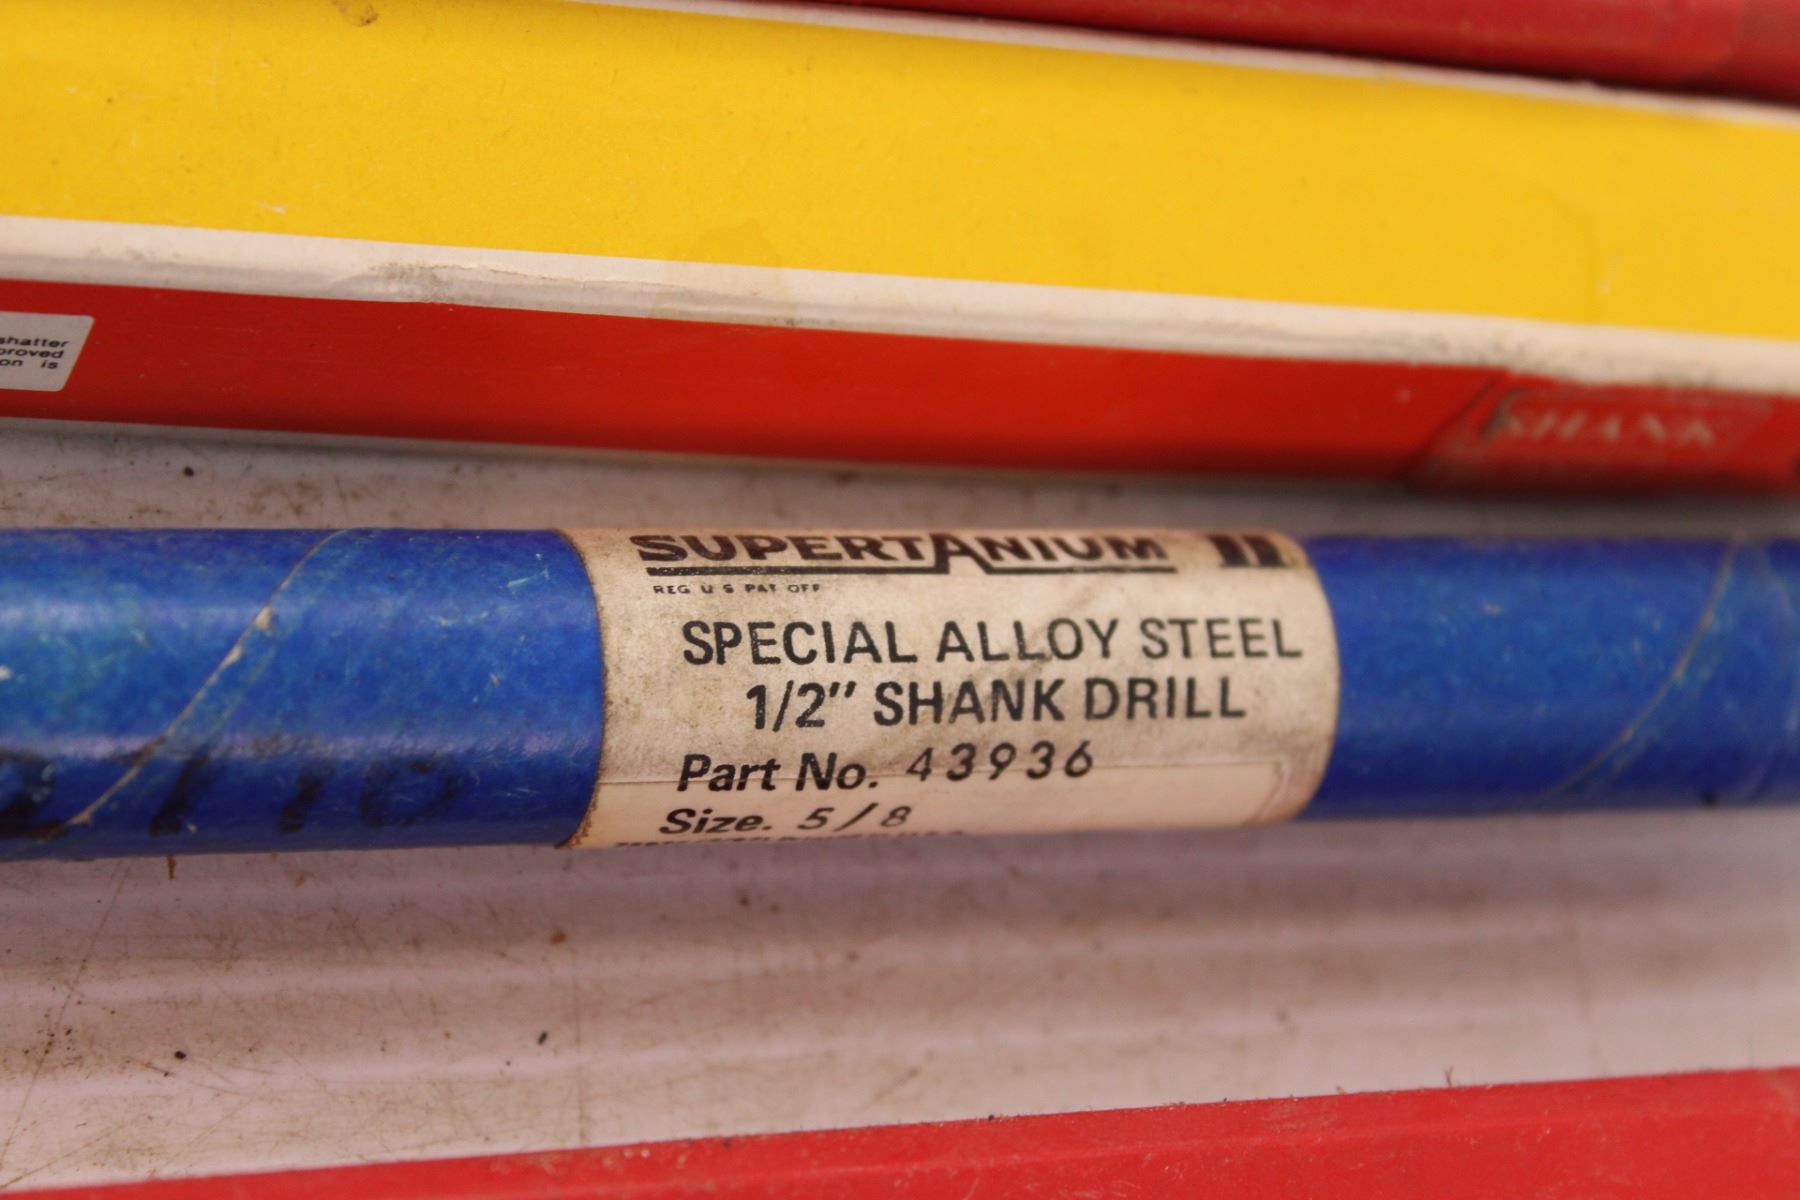 shatter
proved
on is
SHANK
SUPERTANIUM II
REG U S PAT OFF
SPECIAL ALLOY STEEL
1/2" SHANK DRILL
Part No. 43936
Size. 5/8